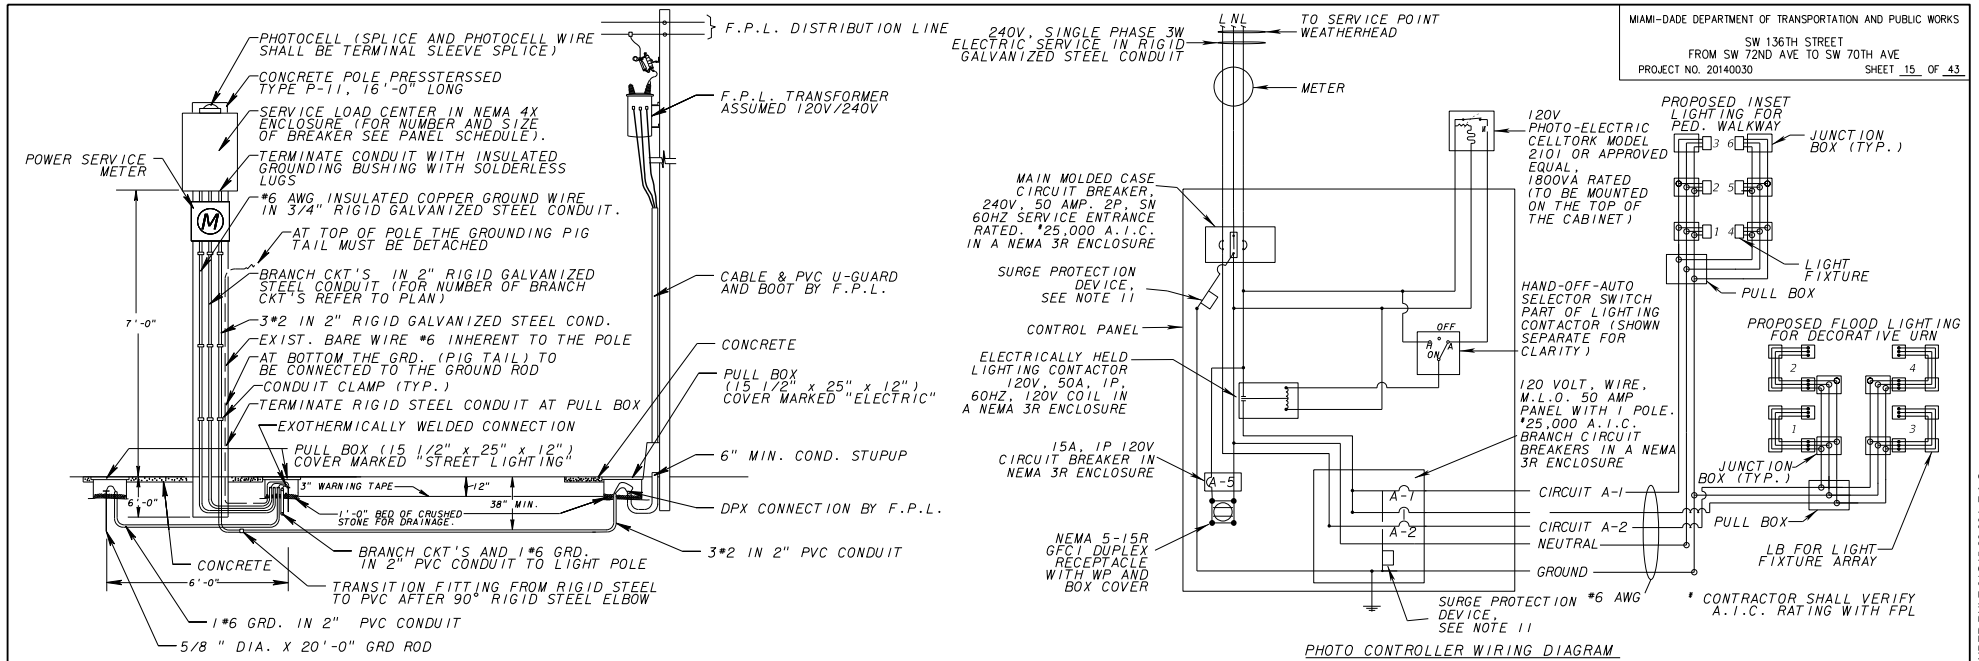 MIAMI-DADE DEPARTMENT OF TRANSPORTATION AND PUBLIC WORKS
SW 136TH STREET
FROM SW 72ND AVE TO SW 70TH AVE
PROJECT NO. 20140030
SHEET 15 OF 43
PHOTOCELL (SPLICE AND PHOTOCELL WIRE
SHALL BE TERMINAL SLEEVE SPLICE)
CONCRETE POLE PRESSTERSSED
TYPE P-II, 16'-0" LONG
SERVICE LOAD CENTER IN NEMA 4X
ENCLOSURE (FOR NUMBER AND SIZE
OF BREAKER SEE PANEL SCHEDULE).
POWER SERVICE
METER
TERMINATE CONDUIT WITH INSULATED
GROUNDING BUSHING WITH SOLDERLESS
LUGS
#6 AWG INSULATED COPPER GROUND WIRE
IN 3/4" RIGID GALVANIZED STEEL CONDUIT.
M
AT TOP OF POLE THE GROUNDING PIG
TAIL MUST BE DETACHED
BRANCH CKT'S IN 2" RIGID GALVANIZED
STEEL CONDUIT (FOR NUMBER OF BRANCH
CKT'S REFER TO PLAN)
7'-0"
3#2 IN 2" RIGID GALVANIZED STEEL COND.
EXIST. BARE WIRE #6 INHERENT TO THE POLE
AT BOTTOM THE GRD. (PIG TAIL) TO
BE CONNECTED TO THE GROUND ROD
CONDUIT CLAMP (TYP.)
TERMINATE RIGID STEEL CONDUIT AT PULL BOX
EXOTHERMICALLY WELDED CONNECTION
PULL BOX (15 1/2" x 25" x 12")
COVER MARKED "STREET LIGHTING"
3" WARNING TAPE
12"
6'-0"
38" MIN.
1'-0" BED OF CRUSHED
STONE FOR DRAINAGE.
CONCRETE
BRANCH CKT'S AND 1#6 GRD.
IN 2" PVC CONDUIT TO LIGHT POLE
6'-0"
TRANSITION FITTING FROM RIGID STEEL
TO PVC AFTER 90° RIGID STEEL ELBOW
1#6 GRD. IN 2" PVC CONDUIT
5/8 " DIA. X 20'-0" GRD ROD
F.P.L. DISTRIBUTION LINE
F.P.L. TRANSFORMER
ASSUMED 120V/240V
CABLE & PVC U-GUARD
AND BOOT BY F.P.L.
CONCRETE
PULL BOX
(15 1/2" x 25" x 12")
COVER MARKED "ELECTRIC"
6" MIN. COND. STUPUP
DPX CONNECTION BY F.P.L.
3#2 IN 2" PVC CONDUIT
L N L
TO SERVICE POINT
WEATHERHEAD
240V, SINGLE PHASE 3W
ELECTRIC SERVICE IN RIGID
GALVANIZED STEEL CONDUIT
METER
MAIN MOLDED CASE
CIRCUIT BREAKER,
240V, 50 AMP. 2P, SN
60HZ SERVICE ENTRANCE
RATED. *25,000 A.I.C.
IN A NEMA 3R ENCLOSURE
SURGE PROTECTION
DEVICE,
SEE NOTE 11
CONTROL PANEL
ELECTRICALLY HELD
LIGHTING CONTACTOR
120V, 50A, 1P,
60HZ, 120V COIL IN
A NEMA 3R ENCLOSURE
15A, 1P 120V
CIRCUIT BREAKER IN
NEMA 3R ENCLOSURE
A-5
NEMA 5-15R
GFCI DUPLEX
RECEPTACLE
WITH WP AND
BOX COVER
120V
PHOTO-ELECTRIC
CELLTORK MODEL
2101 OR APPROVED
EQUAL,
1800VA RATED
(TO BE MOUNTED
ON THE TOP OF
THE CABINET)
HAND-OFF-AUTO
SELECTOR SWITCH
PART OF LIGHTING
CONTACTOR (SHOWN
SEPARATE FOR
CLARITY)
OFF
A
ON
120 VOLT, WIRE,
M.L.O. 50 AMP
PANEL WITH 1 POLE.
*25,000 A.I.C.
BRANCH CIRCUIT
BREAKERS IN A NEMA
3R ENCLOSURE
A-1
A-2
CIRCUIT A-1
CIRCUIT A-2
NEUTRAL
GROUND
#6 AWG
SURGE PROTECTION
DEVICE,
SEE NOTE 11
PHOTO CONTROLLER WIRING DIAGRAM
PROPOSED INSET
LIGHTING FOR
PED. WALKWAY
3 6
2 5
1 4
JUNCTION
BOX (TYP.)
LIGHT
FIXTURE
PULL BOX
PROPOSED FLOOD LIGHTING
FOR DECORATIVE URN
2
4
1
3
JUNCTION
BOX (TYP.)
PULL BOX
LB FOR LIGHT
FIXTURE ARRAY
* CONTRACTOR SHALL VERIFY
A.I.C. RATING WITH FPL